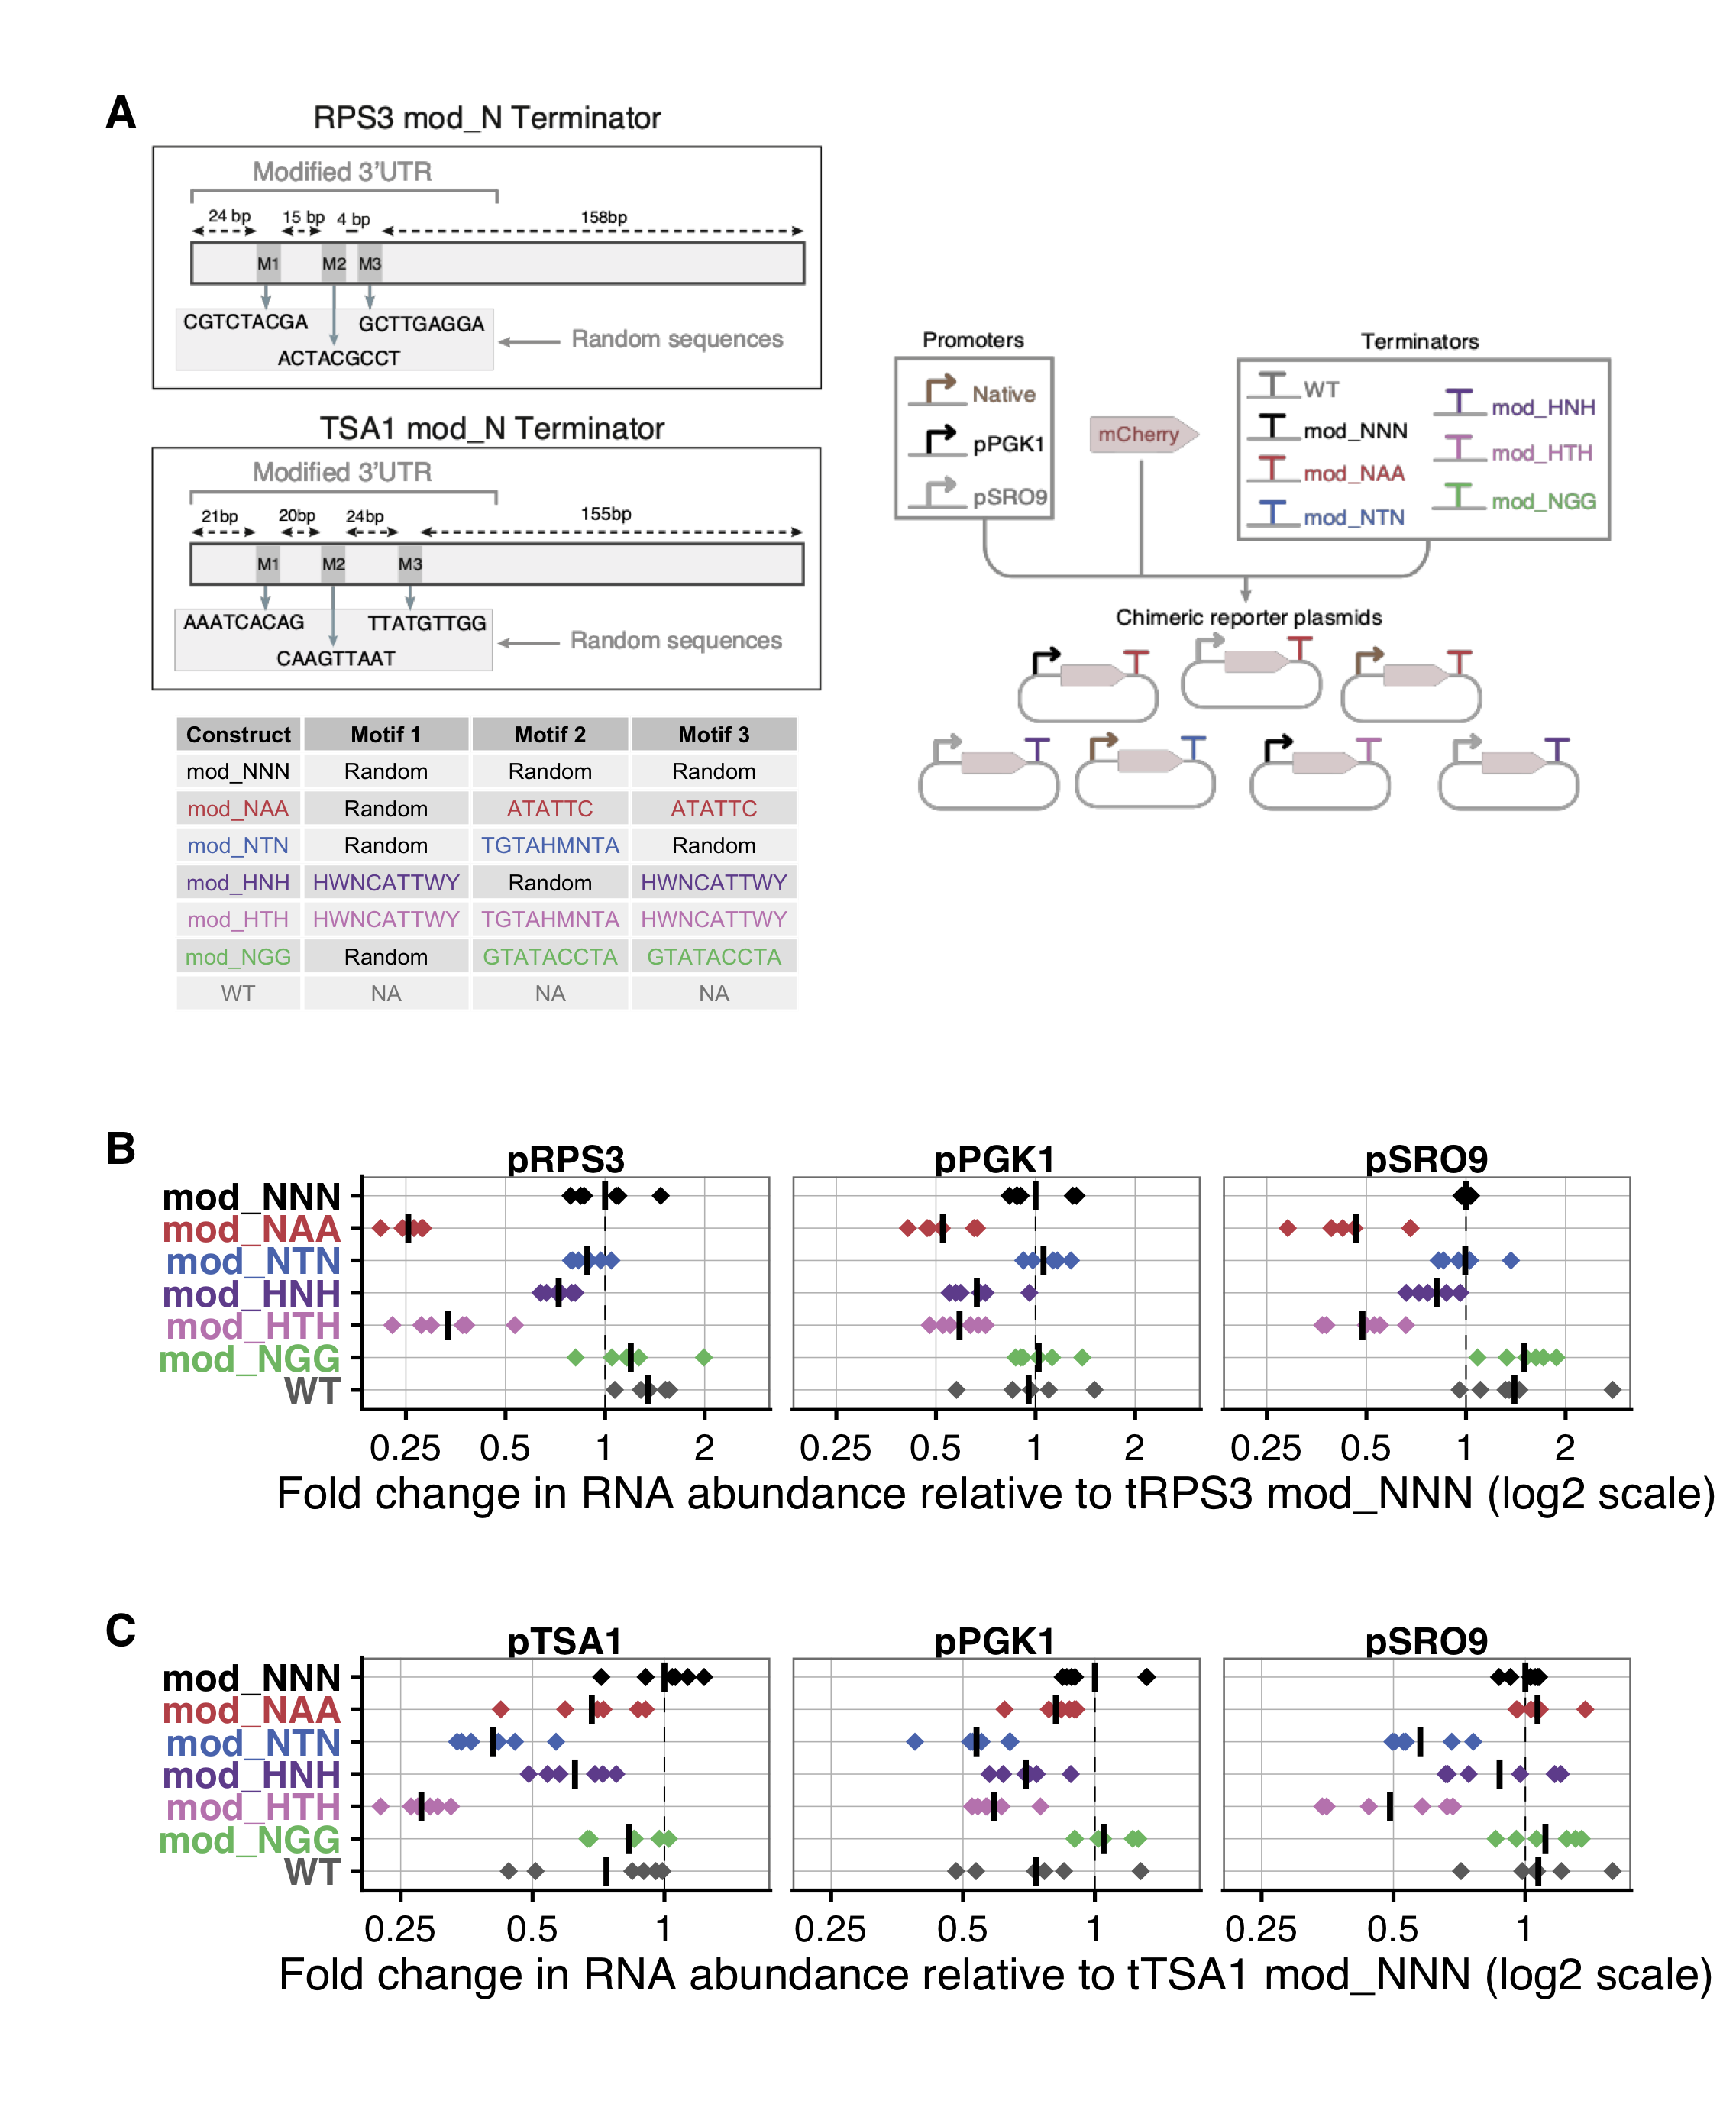 A
RPS3 mod_N Terminator
Modified 3'UTR
24 bp 15 bp 4 bp 158bp
M1 M2 M3
CGTCTACGA GCTTGAGGA
ACTACGCCT
Random sequences
TSA1 mod_N Terminator
Modified 3'UTR
21bp 20bp 24bp 155bp
M1 M2 M3
AAATCACAG TTATGTTGG
CAAGTTAAT
Random sequences
Construct Motif 1 Motif 2 Motif 3
mod_NNN Random Random Random
mod_NAA Random ATATTC ATATTC
mod_NTN Random TGTAHMNTA Random
mod_HNH HWNCATTWY Random HWNCATTWY
mod_HTH HWNCATTWY TGTAHMNTA HWNCATTWY
mod_NGG Random GTATACCTA GTATACCTA
WT NA NA NA
Promoters
Native
pPGK1
pSRO9
mCherry
Terminators
WT
mod_NNN
mod_NAA
mod_NTN
mod_HNH
mod_HTH
mod_NGG
Chimeric reporter plasmids
B
pRPS3 pPGK1 pSRO9
mod_NNN
mod_NAA
mod_NTN
mod_HNH
mod_HTH
mod_NGG
WT
0.25 0.5 1 2 0.25 0.5 1 2 0.25 0.5 1 2
Fold change in RNA abundance relative to tRPS3 mod_NNN (log2 scale)
C
pTSA1 pPGK1 pSRO9
mod_NNN
mod_NAA
mod_NTN
mod_HNH
mod_HTH
mod_NGG
WT
0.25 0.5 1 0.25 0.5 1 0.25 0.5 1
Fold change in RNA abundance relative to tTSA1 mod_NNN (log2 scale)